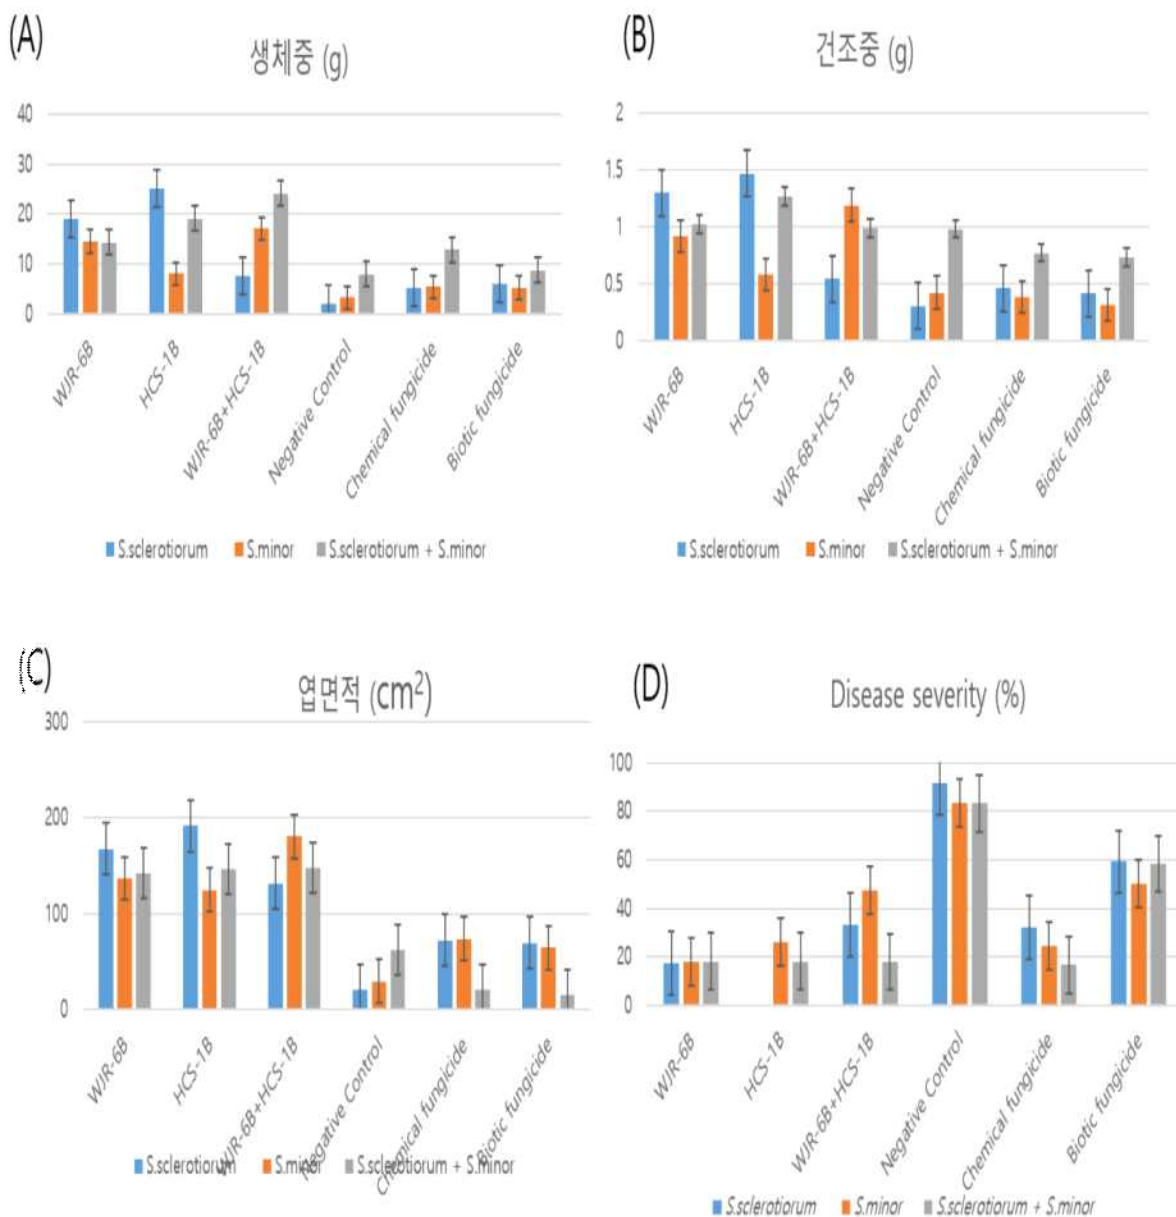 (A)
생체중 (g)
40
30
20
10
0
WJR-6B
HCS-1B
WJR-6B+HCS-1B
Negative Control
Chemical fungicide
Biotic fungicide
S.sclerotiorum S.minor S.sclerotiorum + S.minor
(B)
건조중 (g)
2
1.5
1
0.5
0
WJR-6B
HCS-1B
WJR-6B+HCS-1B
Negative Control
Chemical fungicide
Biotic fungicide
S.sclerotiorum S.minor S.sclerotiorum + S.minor
(C)
엽면적 (cm²)
300
200
100
0
WJR-6B
HCS-1B
WJR-6B+HCS-1B
Negative Control
Chemical fungicide
Biotic fungicide
S.sclerotiorum S.minor S.sclerotiorum + S.minor
(D)
Disease severity (%)
100
80
60
40
20
0
WJR-6B
HCS-1B
WJR-6B+HCS-1B
Negative Control
Chemical fungicide
Biotic fungicide
S.sclerotiorum S.minor S.sclerotiorum + S.minor